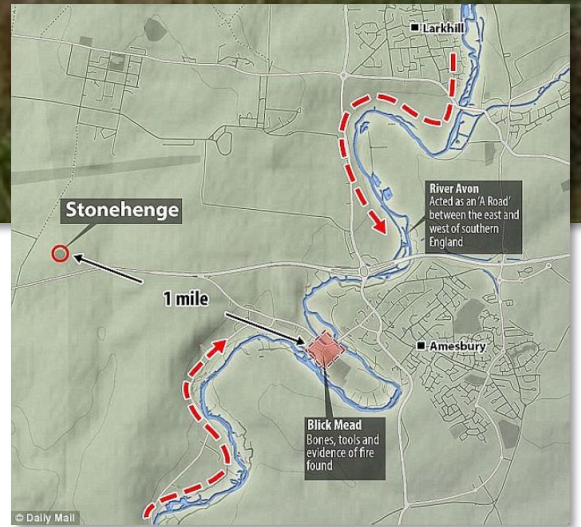 Larkhill
River Avon
Acted as an 'A Road'
between the east and
west of southern
England
Stonehenge
1 mile
Amesbury
Blick Mead
Bones, tools and
evidence of fire
found
© Daily Mail